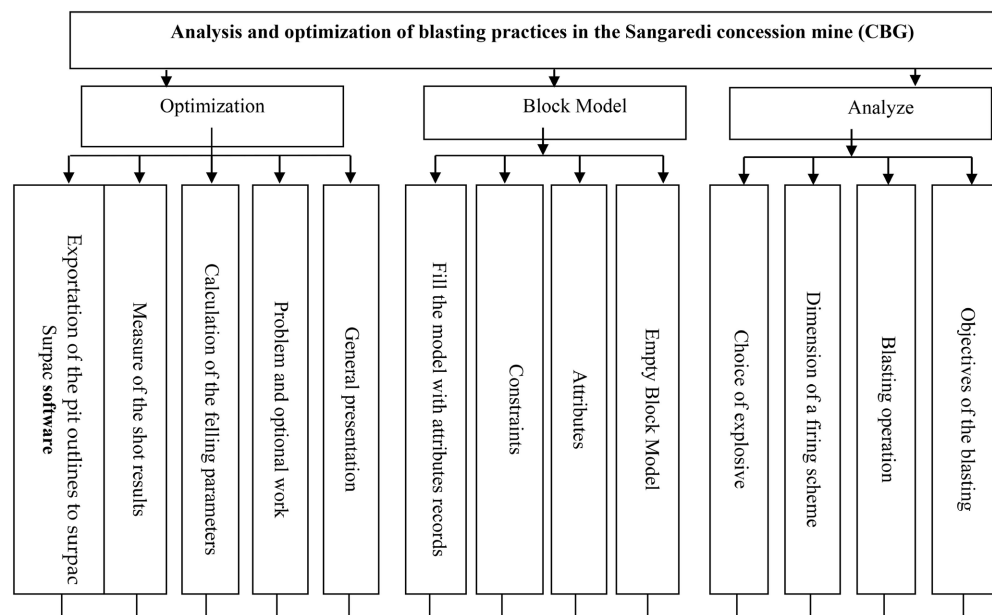 Analysis and optimization of blasting practices in the Sangaredi concession mine (CBG)
Optimization
Block Model
Analyze
Exportation of the pit outlines to surpac
Surpac software
Measure of the shot results
Calculation of the felling parameters
Problem and optional work
General presentation
Fill the model with attributes records
Constraints
Attributes
Empty Block Model
Choice of explosive
Dimension of a firing scheme
Blasting operation
Objectives of the blasting